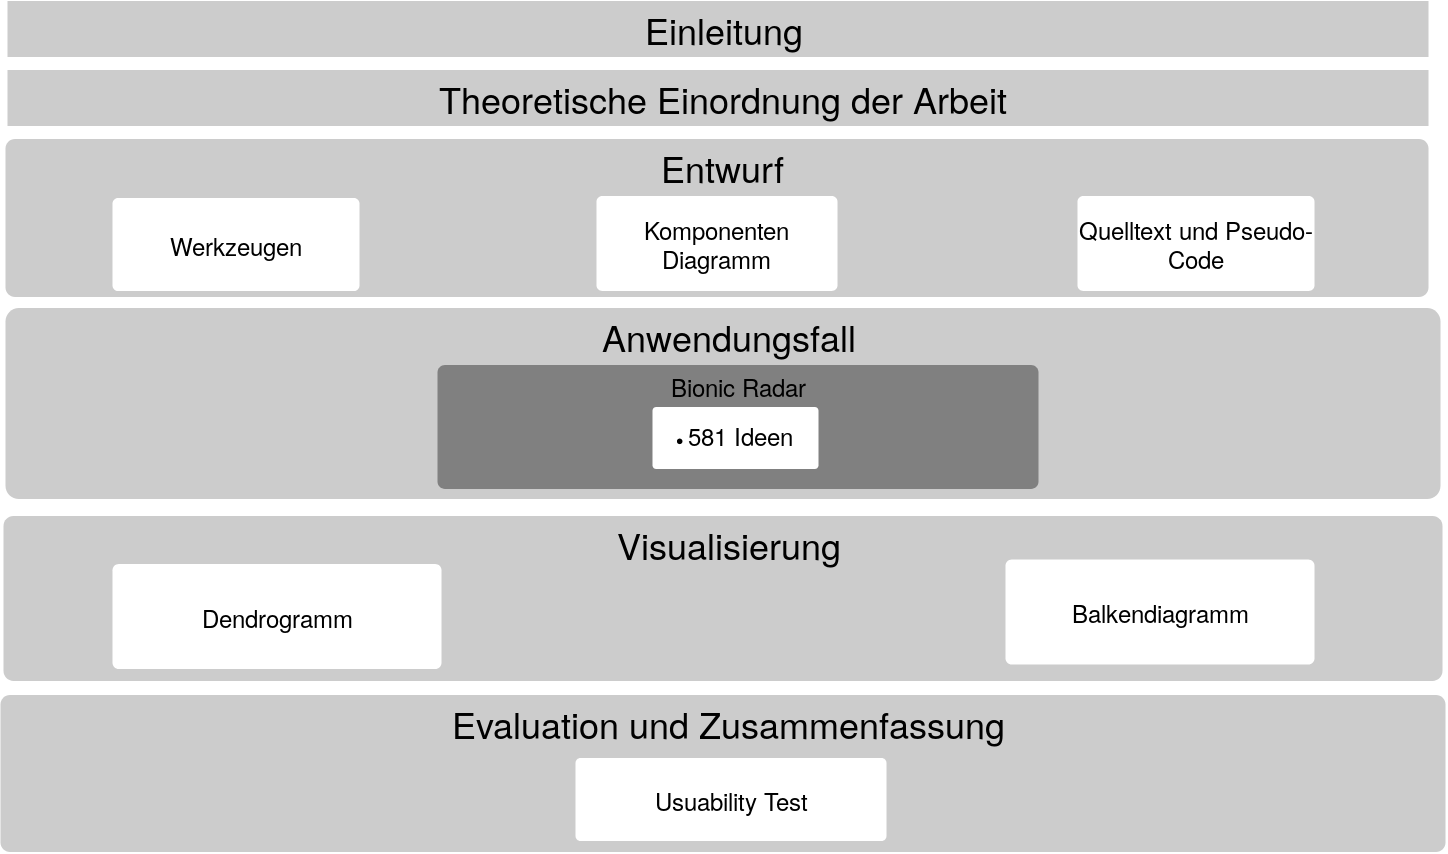 Einleitung
Theoretische Einordnung der Arbeit
Entwurf
Werkzeugen
Komponenten
Diagramm
Quelltext und Pseudo-
Code
Anwendungsfall
Bionic Radar
• 581 Ideen
Visualisierung
Dendrogramm
Balkendiagramm
Evaluation und Zusammenfassung
Usuability Test